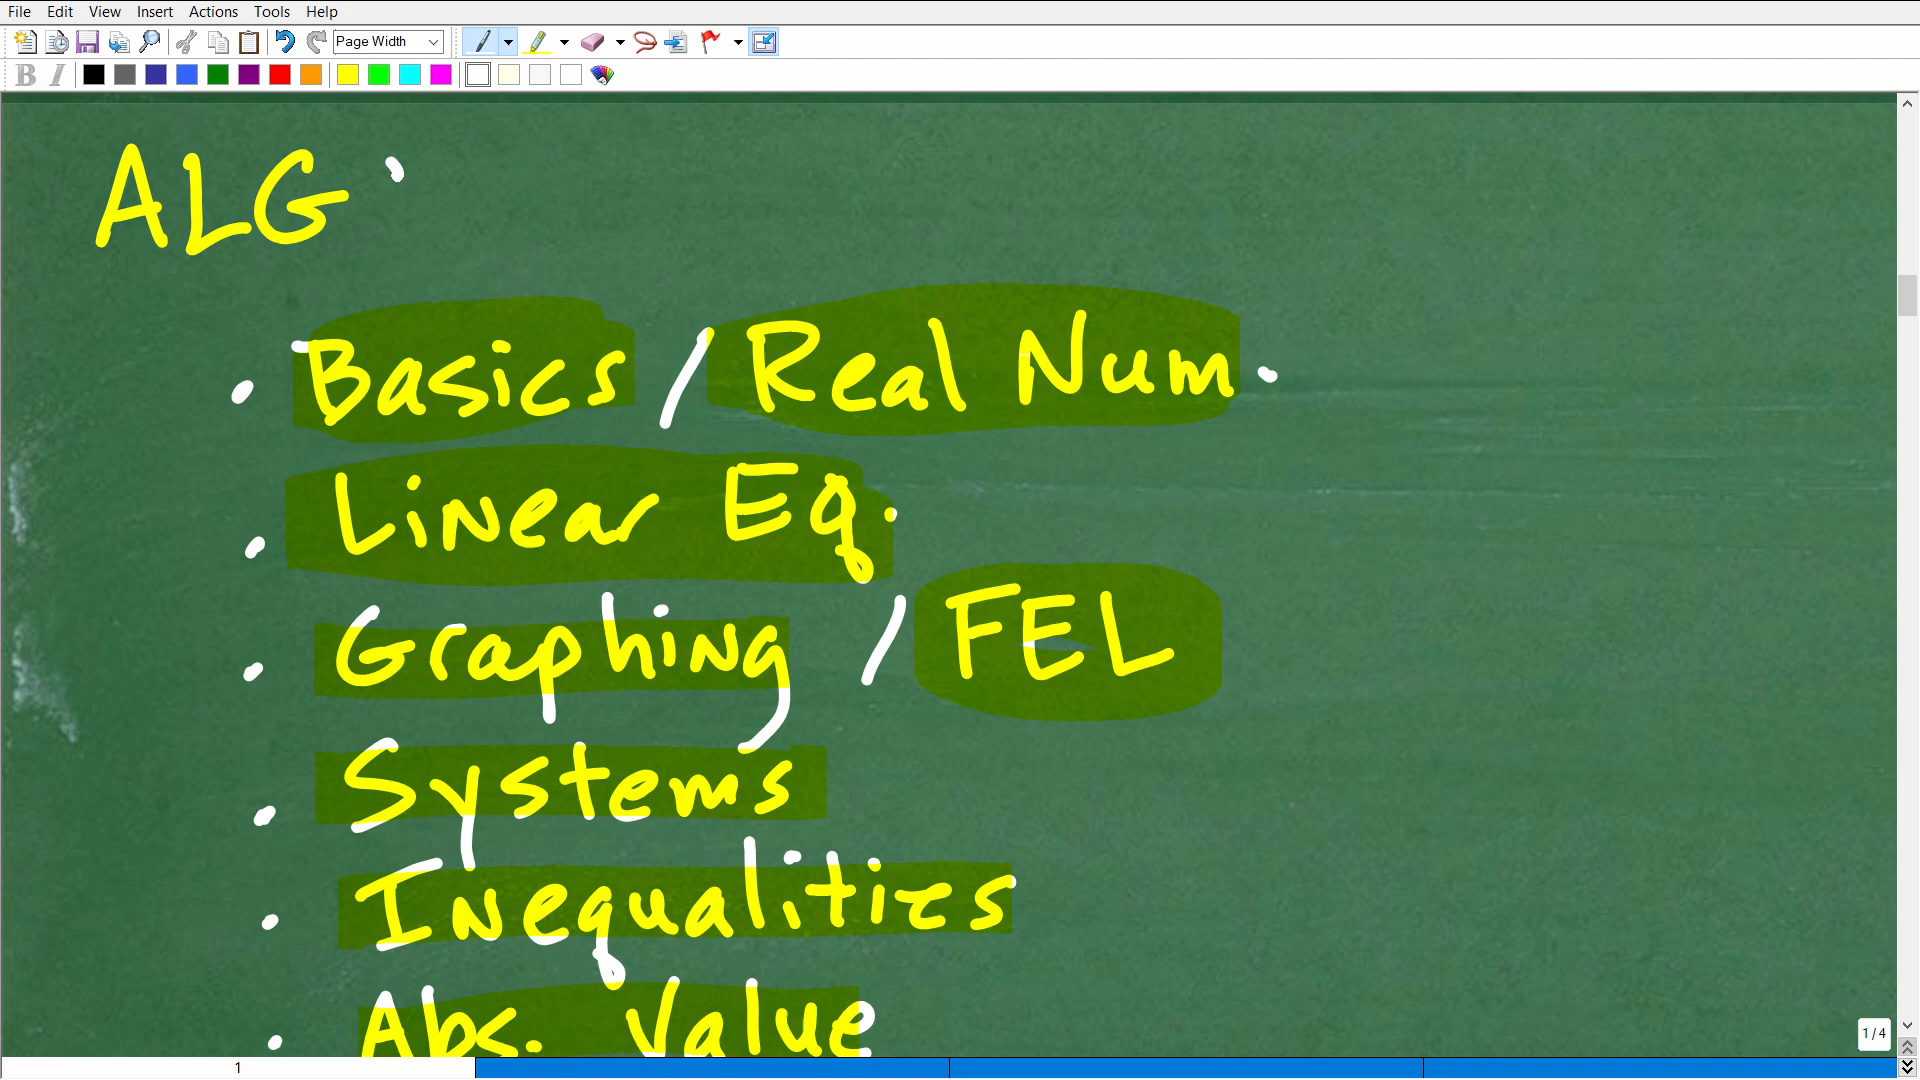 File Edit View Insert Actions Tools Help
Page Width
B I
ALG
• Basics / Real Num.
• Linear Eq.
• Graphing / FEL
• Systems
• Inequalities
• Abs. Value
1 / 4
1